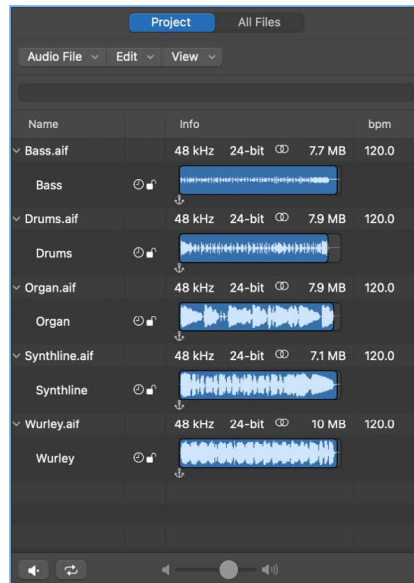 Project All Files
Audio File Edit View
Name Info bpm
Bass.aif 48 kHz 24-bit 7.7 MB 120.0
Bass
Drums.aif 48 kHz 24-bit 7.9 MB 120.0
Drums
Organ.aif 48 kHz 24-bit 7.9 MB 120.0
Organ
Synthline.aif 48 kHz 24-bit 7.1 MB 120.0
Synthline
Wurley.aif 48 kHz 24-bit 10 MB 120.0
Wurley